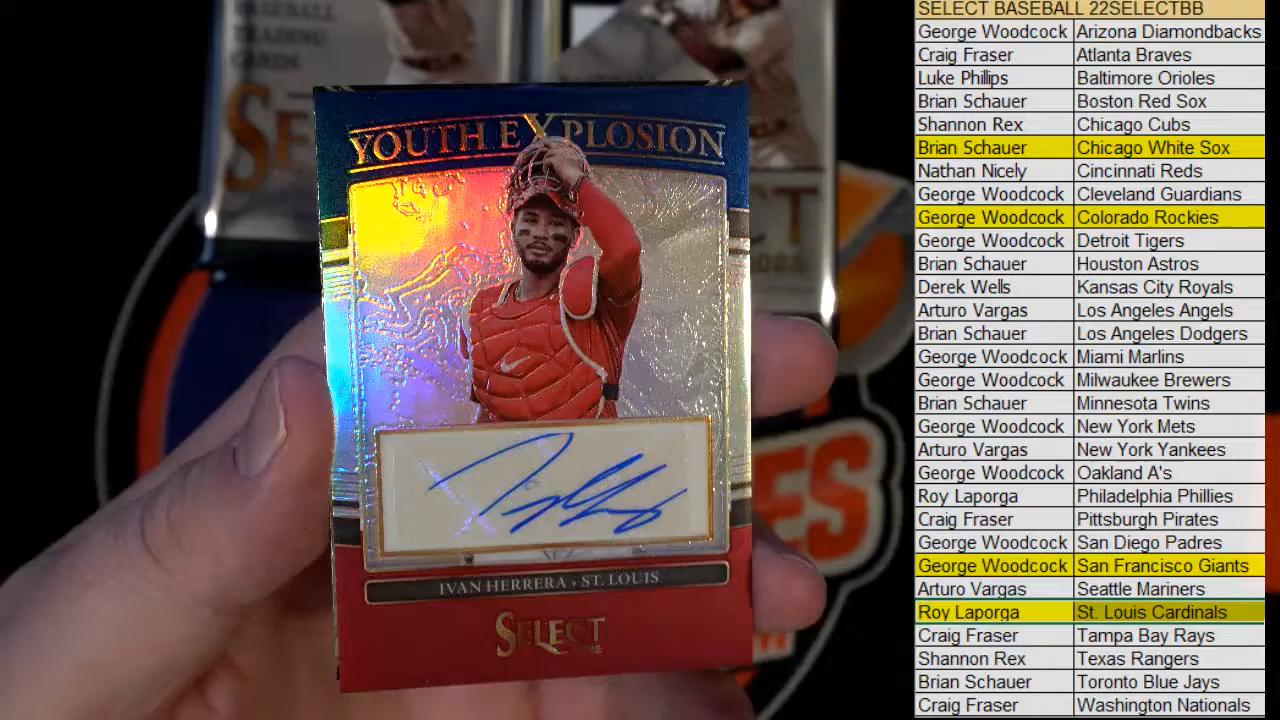 BASEBALL
TRADING
CARDS
YOUTH EXPLOSION
IVAN HERRERA • ST. LOUIS
SELECT
SELECT BASEBALL 22SELECTBB
George Woodcock Arizona Diamondbacks
Craig Fraser Atlanta Braves
Luke Phillips Baltimore Orioles
Brian Schauer Boston Red Sox
Shannon Rex Chicago Cubs
Brian Schauer Chicago White Sox
Nathan Nicely Cincinnati Reds
George Woodcock Cleveland Guardians
George Woodcock Colorado Rockies
George Woodcock Detroit Tigers
Brian Schauer Houston Astros
Derek Wells Kansas City Royals
Arturo Vargas Los Angeles Angels
Brian Schauer Los Angeles Dodgers
George Woodcock Miami Marlins
George Woodcock Milwaukee Brewers
Brian Schauer Minnesota Twins
George Woodcock New York Mets
Arturo Vargas New York Yankees
George Woodcock Oakland A's
Roy Laporga Philadelphia Phillies
Craig Fraser Pittsburgh Pirates
George Woodcock San Diego Padres
George Woodcock San Francisco Giants
Arturo Vargas Seattle Mariners
Roy Laporga St. Louis Cardinals
Craig Fraser Tampa Bay Rays
Shannon Rex Texas Rangers
Brian Schauer Toronto Blue Jays
Craig Fraser Washington Nationals